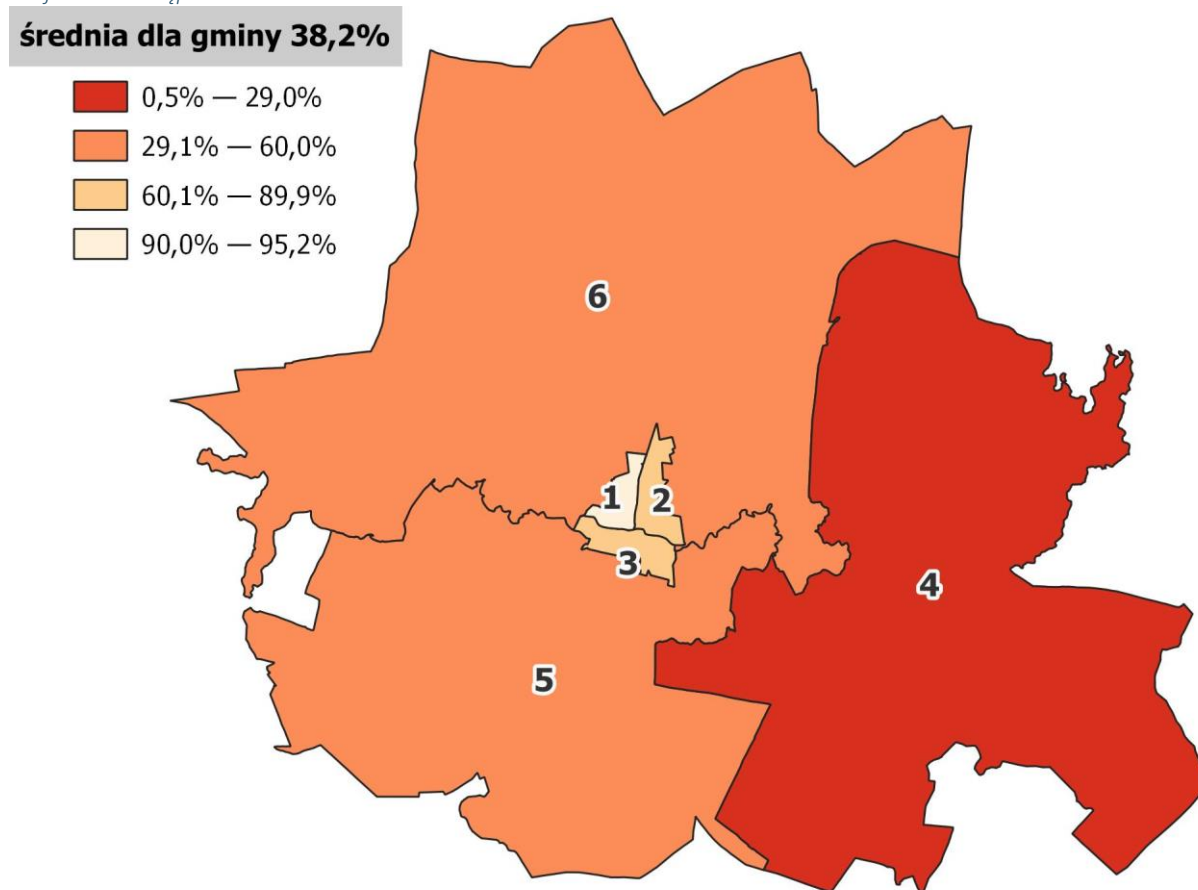 średnia dla gminy 38,2%
0,5% — 29,0%
29,1% — 60,0%
60,1% — 89,9%
90,0% — 95,2%
6
1
2
3
4
5